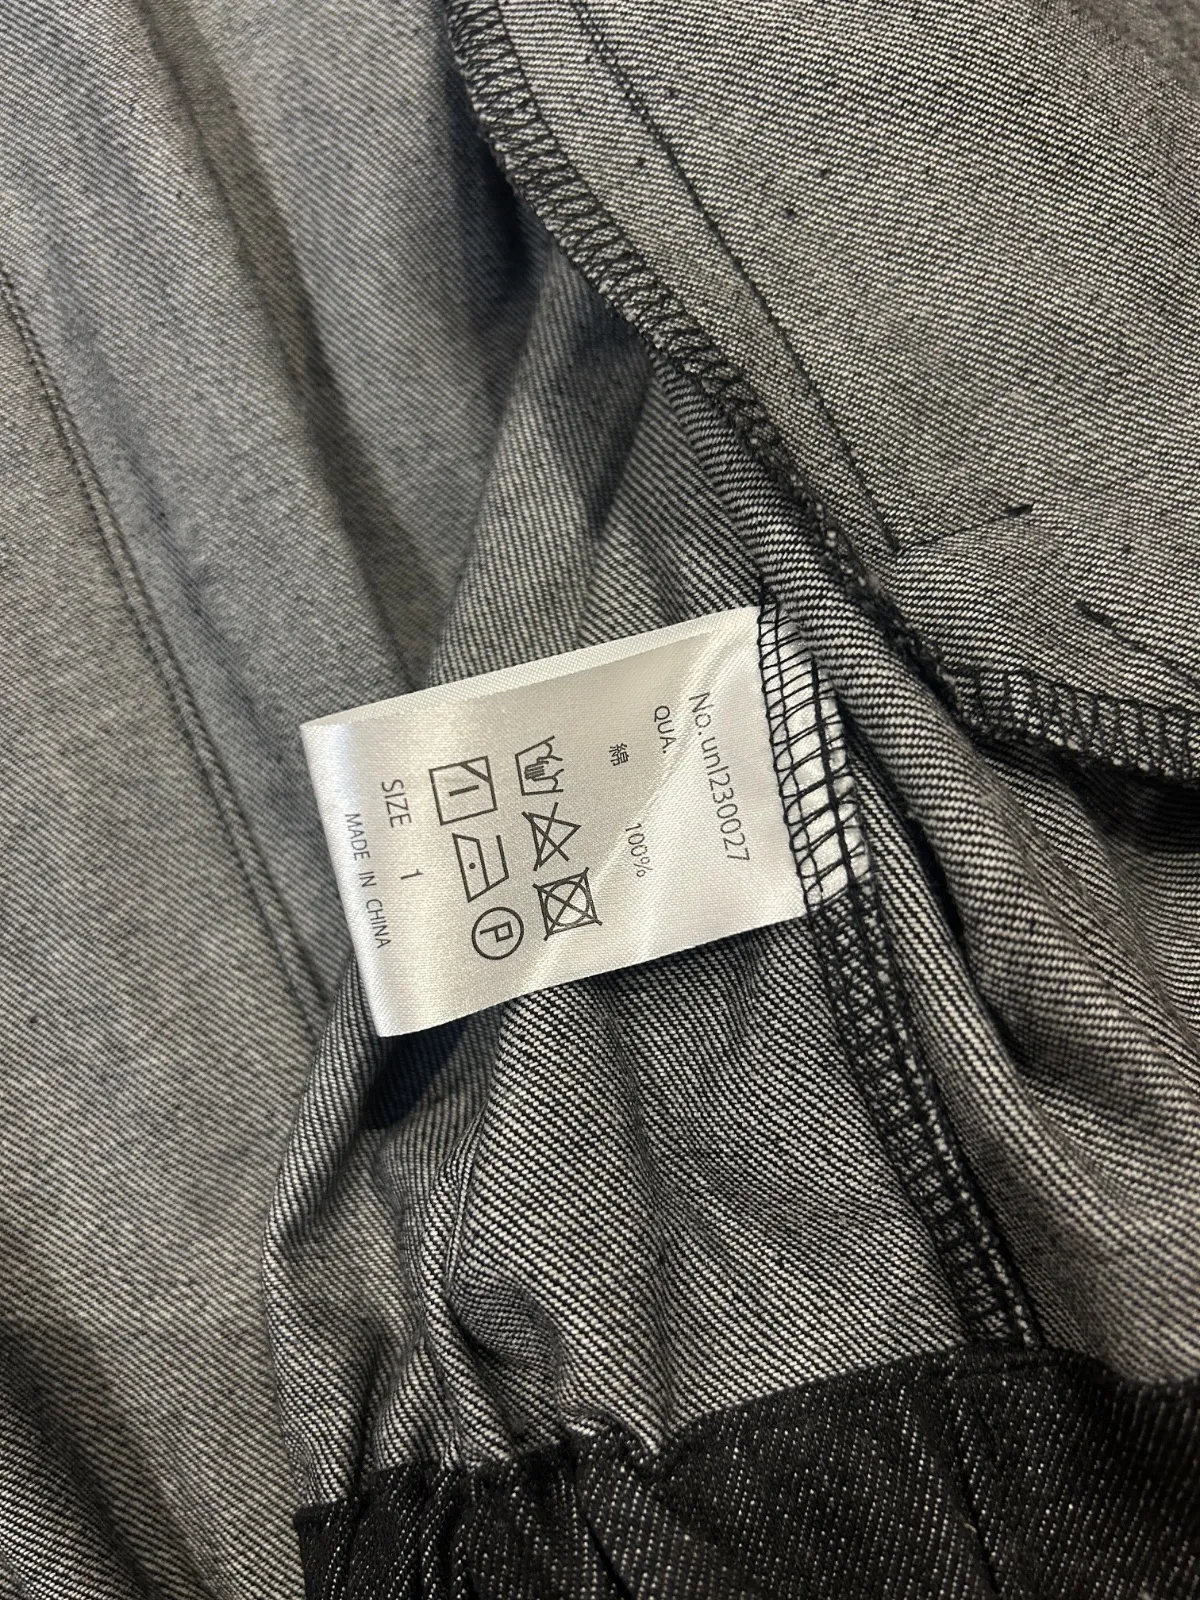 No. unl230027
QUA.
綿 100%
P
SIZE 1
MADE IN CHINA